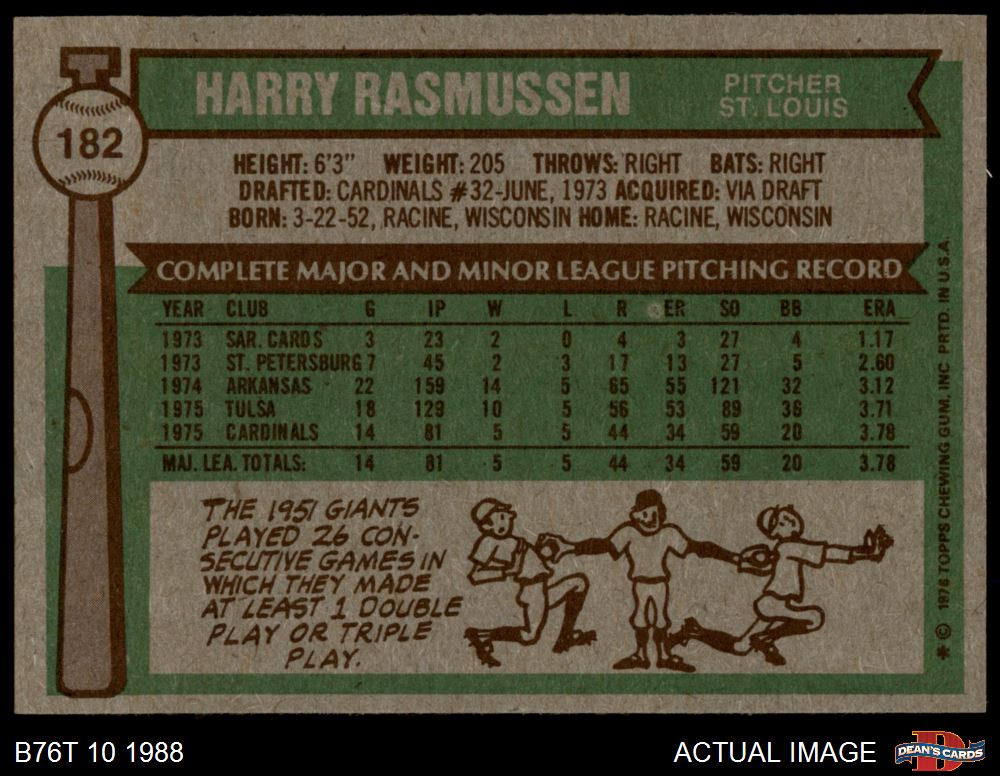 HARRY RASMUSSEN
PITCHER
ST. LOUIS
182
HEIGHT: 6'3" WEIGHT: 205 THROWS: RIGHT BATS: RIGHT
DRAFTED: CARDINALS #32-JUNE, 1973 ACQUIRED: VIA DRAFT
BORN: 3-22-52, RACINE, WISCONSIN HOME: RACINE, WISCONSIN
COMPLETE MAJOR AND MINOR LEAGUE PITCHING RECORD
YEAR CLUB G IP W L R ER SO BB ERA
1973 SAR. CARDS 3 23 2 0 4 3 27 4 1.17
1973 ST. PETERSBURG 7 45 2 3 17 13 27 5 2.60
1974 ARKANSAS 22 159 14 5 65 55 121 32 3.12
1975 TULSA 18 129 10 5 56 53 89 36 3.71
1975 CARDINALS 14 81 5 5 44 34 59 20 3.78
MAJ. LEA. TOTALS: 14 81 5 5 44 34 59 20 3.78
THE 1951 GIANTS
PLAYED 26 CON-
SECUTIVE GAMES IN
WHICH THEY MADE
AT LEAST 1 DOUBLE
PLAY OR TRIPLE
PLAY.
* © 1976 TOPPS CHEWING GUM, INC PRTD. IN U.S.A.
B76T 10 1988
ACTUAL IMAGE
DEAN'S CARDS